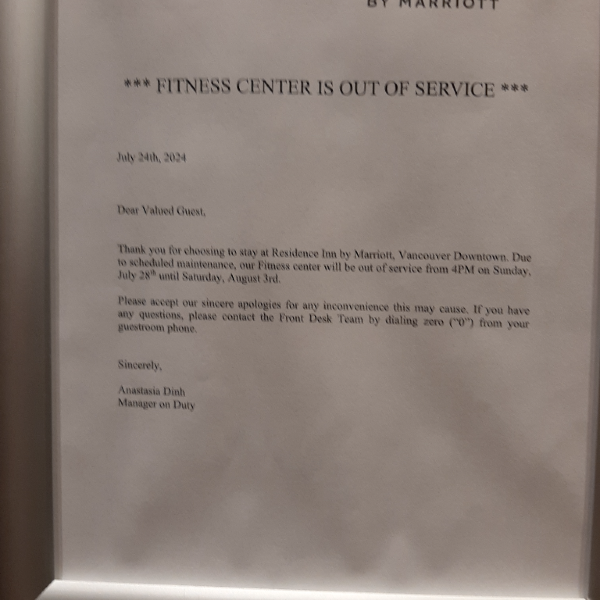 BY MARRIOTT
*** FITNESS CENTER IS OUT OF SERVICE ***
July 24th, 2024
Dear Valued Guest,
Thank you for choosing to stay at Residence Inn by Marriott, Vancouver Downtown. Due
to scheduled maintenance, our Fitness center will be out of service from 4PM on Sunday,
July 28th until Saturday, August 3rd.
Please accept our sincere apologies for any inconvenience this may cause. If you have
any questions, please contact the Front Desk Team by dialing zero ("0") from your
guestroom phone.
Sincerely,
Anastasia Dinh
Manager on Duty